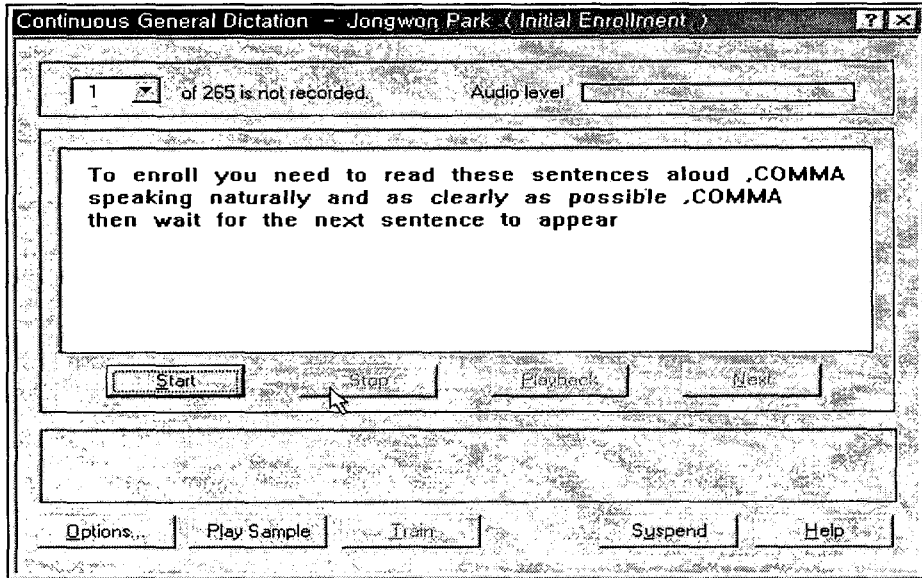 Continuous General Dictation - Jongwon Park ( Initial Enrollment )
1 of 265 is not recorded. Audio level
To enroll you need to read these sentences aloud ,COMMA
speaking naturally and as clearly as possible ,COMMA
then wait for the next sentence to appear
Start Stop Playback Next
Options... Play Sample Train Suspend Help